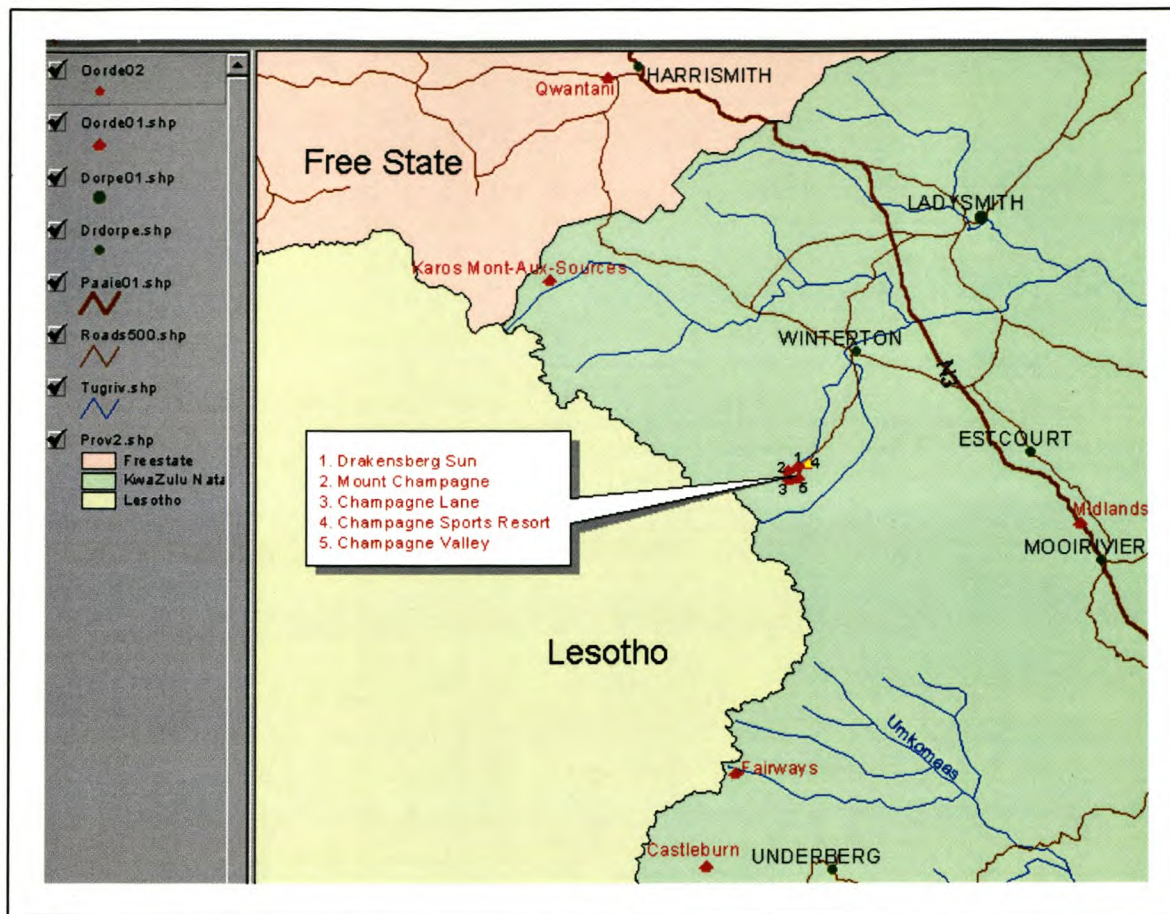 Oorde02
Oorde01.shp
Dorpe01.shp
Drdorpe.shp
Paaie01.shp
Roads500.shp
Tugriv.shp
Prov2.shp
Freestate
KwaZulu Nata
Lesotho
HARRISMITH
Qwantani
Free State
LADYSMITH
Karos Mont-Aux-Sources
WINTERTON
N3
ESTCOURT
1. Drakensberg Sun
2. Mount Champagne
3. Champagne Lane
4. Champagne Sports Resort
5. Champagne Valley
1
2
4
3
5
Midlands
MOOIRIVIER
Lesotho
Umkomaas
Fairways
Castleburn
UNDERBERG